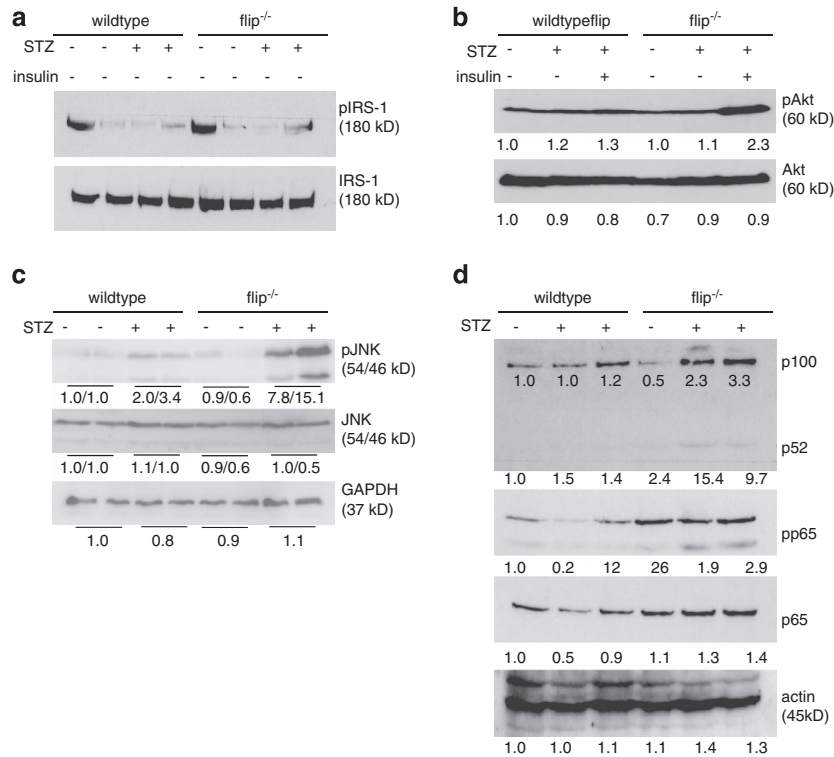 a
wildtype flip-/-
STZ - - + + - - + +
insulin - - - - - - - -
pIRS-1
(180 kD)
IRS-1
(180 kD)
b
wildtypeflip flip-/-
STZ - + + - + +
insulin - - + - - +
pAkt
(60 kD)
1.0 1.2 1.3 1.0 1.1 2.3
Akt
(60 kD)
1.0 0.9 0.8 0.7 0.9 0.9
c
wildtype flip-/-
STZ - - + + - - + +
pJNK
(54/46 kD)
1.0/1.0 2.0/3.4 0.9/0.6 7.8/15.1
JNK
(54/46 kD)
1.0/1.0 1.1/1.0 0.9/0.6 1.0/0.5
GAPDH
(37 kD)
1.0 0.8 0.9 1.1
d
wildtype flip-/-
STZ - + + - + +
p100
1.0 1.0 1.2 0.5 2.3 3.3
p52
1.0 1.5 1.4 2.4 15.4 9.7
pp65
1.0 0.2 12 26 1.9 2.9
p65
1.0 0.5 0.9 1.1 1.3 1.4
actin
(45kD)
1.0 1.0 1.1 1.1 1.4 1.3